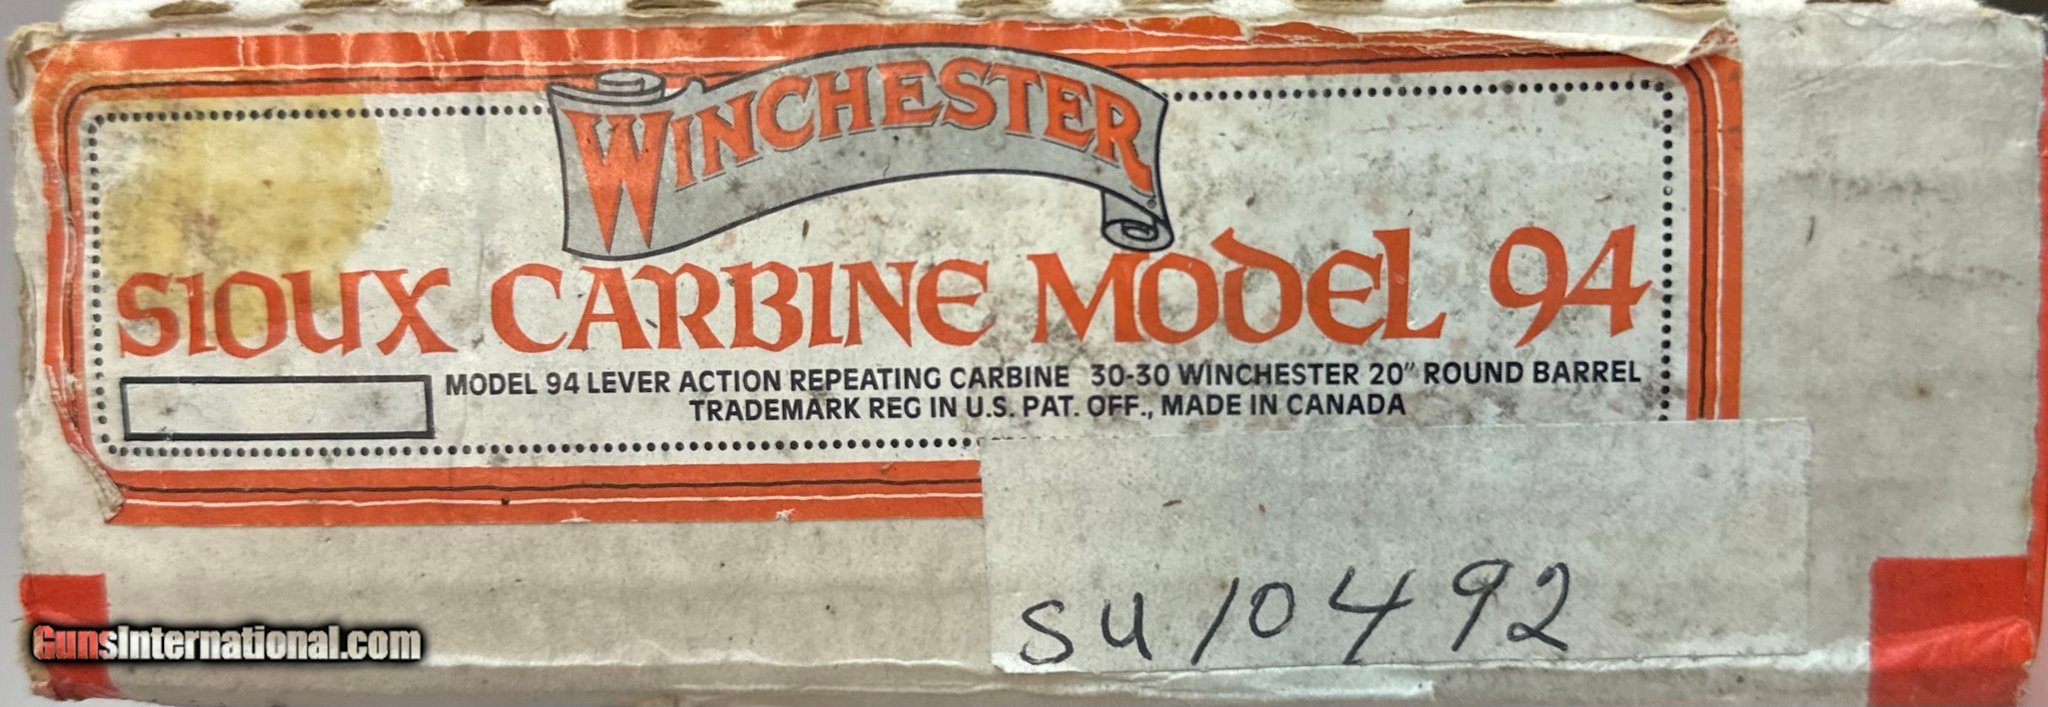 WINCHESTER
SIOUX CARBINE MODEL 94
MODEL 94 LEVER ACTION REPEATING CARBINE 30-30 WINCHESTER 20" ROUND BARREL
TRADEMARK REG IN U.S. PAT. OFF., MADE IN CANADA
SU10492
GunsInternational.com